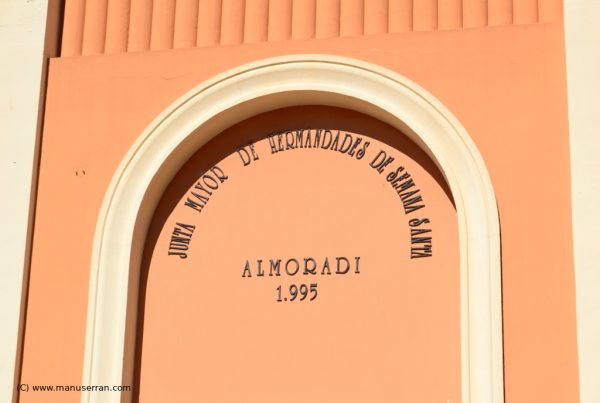 JUNTA MAYOR DE HERMANDADES DE SEMANA SANTA
ALMORADI
1.995
(C) www.manuserran.com